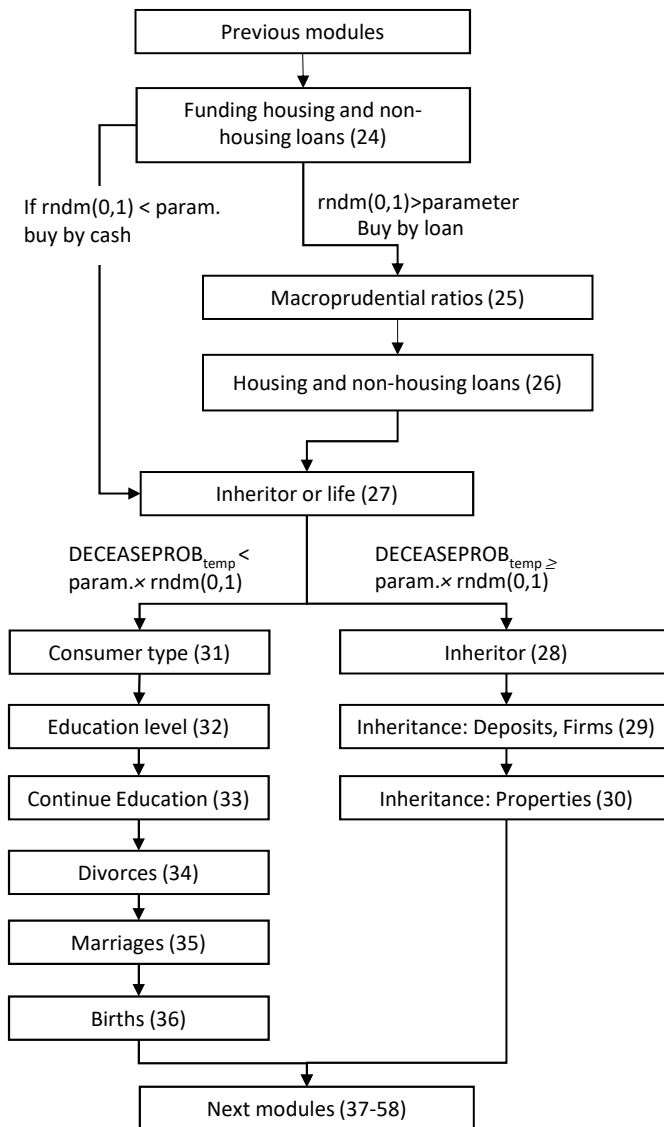 Previous modules
Funding housing and non-
housing loans (24)
If rndm(0,1) < param.
buy by cash
rndm(0,1)>parameter
Buy by loan
Macroprudential ratios (25)
Housing and non-housing loans (26)
Inheritor or life (27)
DECEASEPROBtemp <
param.× rndm(0,1)
DECEASEPROBtemp ≥
param.× rndm(0,1)
Consumer type (31)
Inheritor (28)
Education level (32)
Inheritance: Deposits, Firms (29)
Continue Education (33)
Inheritance: Properties (30)
Divorces (34)
Marriages (35)
Births (36)
Next modules (37-58)